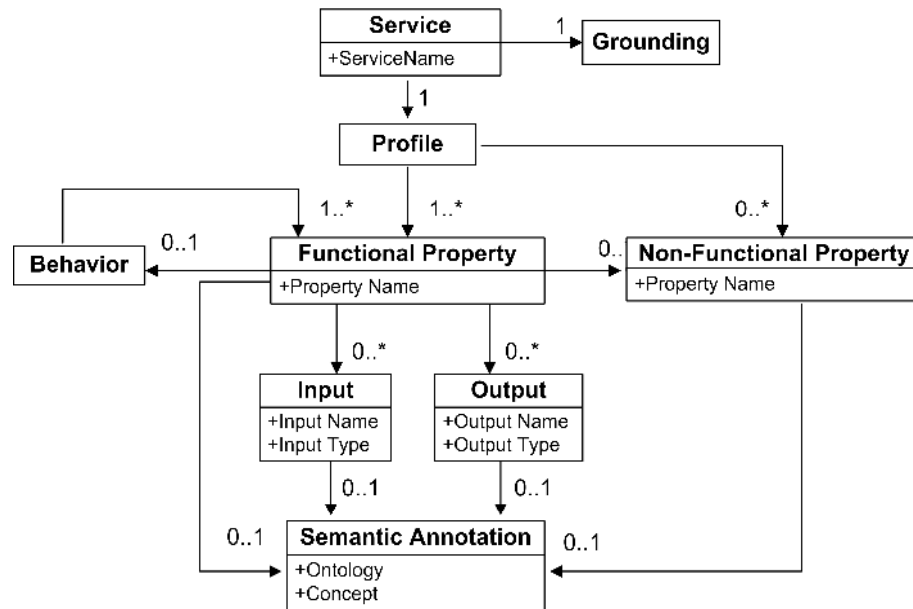 Service
+ServiceName
1
Grounding
1
Profile
1..*
1..*
0..*
Behavior
0..1
Functional Property
+Property Name
0..
Non-Functional Property
+Property Name
0..*
0..*
Input
+Input Name
+Input Type
Output
+Output Name
+Output Type
0..1
0..1
0..1
0..1
Semantic Annotation
+Ontology
+Concept